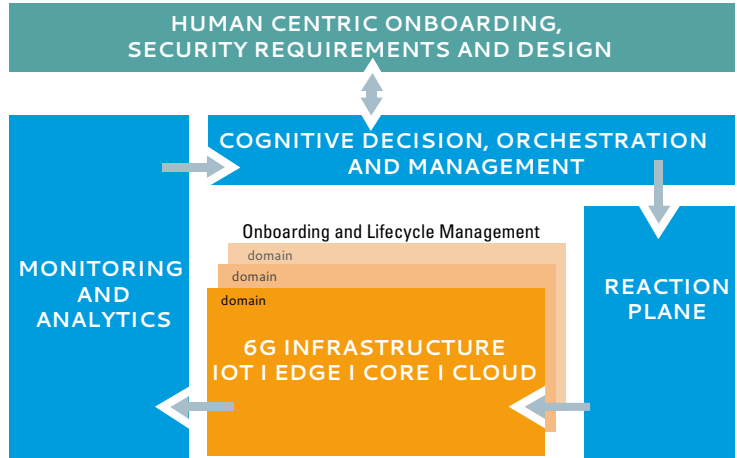 HUMAN CENTRIC ONBOARDING,
SECURITY REQUIREMENTS AND DESIGN
COGNITIVE DECISION, ORCHESTRATION
AND MANAGEMENT
MONITORING
AND
ANALYTICS
Onboarding and Lifecycle Management
domain
domain
domain
6G INFRASTRUCTURE
IOT I EDGE I CORE I CLOUD
REACTION
PLANE